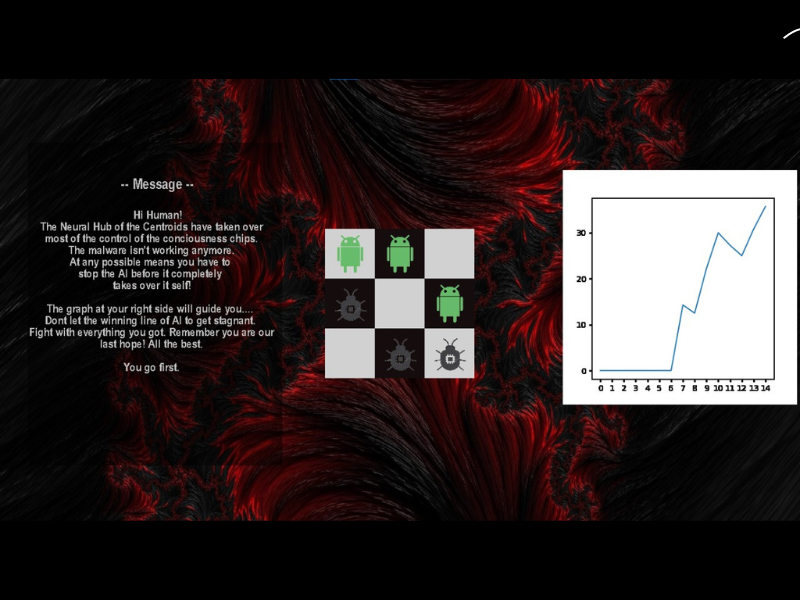 -- Message --
Hi Human!
The Neural Hub of the Centroids have taken over
most of the control of the conciousness chips.
The malware isn't working anymore.
At any possible means you have to
stop the AI before it completely
takes over it self!
The graph at your right side will guide you....
Dont let the winning line of AI to get stagnant.
Fight with everything you got. Remember you are our
last hope! All the best.
You go first.
30
20
10
0
0 1 2 3 4 5 6 7 8 9 10 11 12 13 14